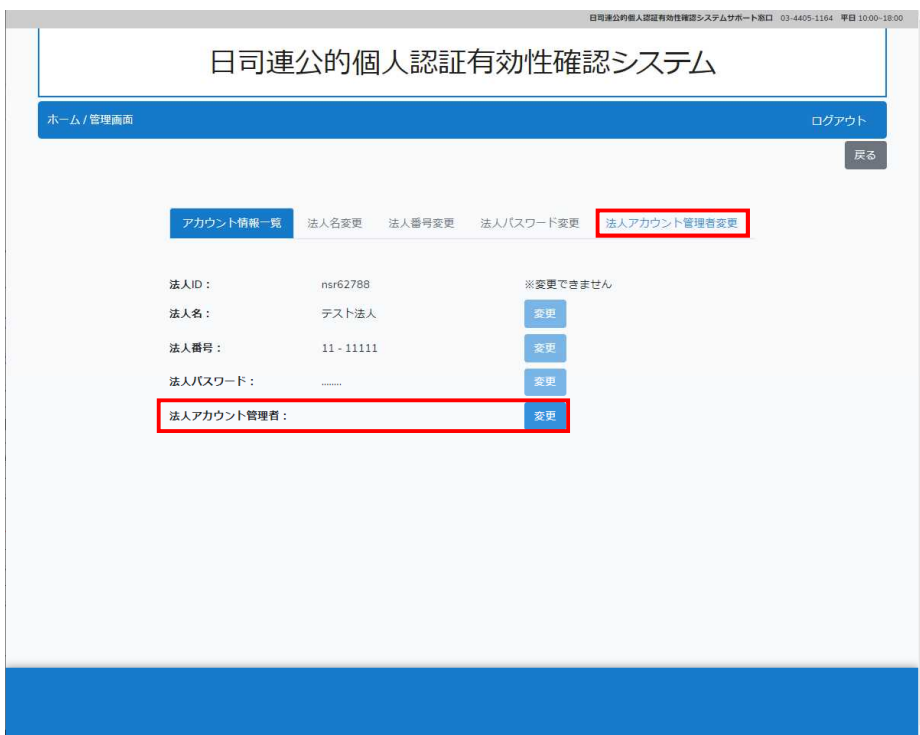 日司連公的個人認証有効性確認システムサポート窓口 03-4405-1164 平日 10:00~18:00
日司連公的個人認証有効性確認システム
ホーム / 管理画面 ログアウト
戻る
アカウント情報一覧 法人名変更 法人番号変更 法人パスワード変更 法人アカウント管理者変更
法人ID： nsr62788 ※変更できません
法人名： テスト法人 変更
法人番号： 11 - 11111 変更
法人パスワード： ........ 変更
法人アカウント管理者： 変更